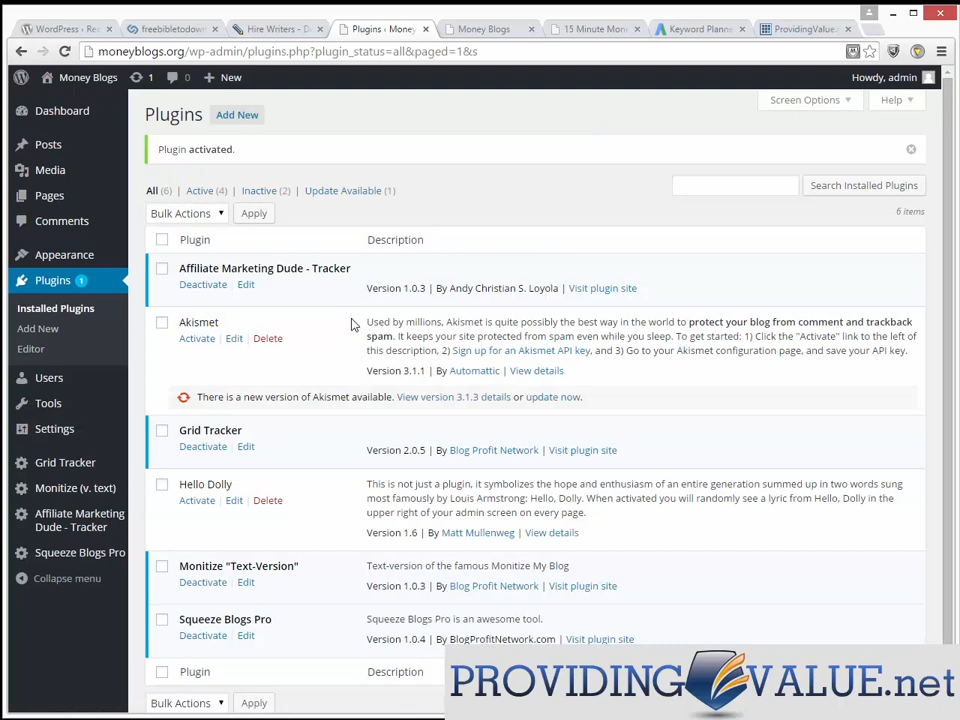 WordPress › Re
freebibletodown
Hire Writers - D
Plugins ‹ Money
Money Blogs
15 Minute Mon
Keyword Planne
ProvidingValue.
moneyblogs.org/wp-admin/plugins.php?plugin_status=all&paged=1&s
Money Blogs 1 0 New Howdy, admin
Dashboard
Posts
Media
Pages
Comments
Appearance
Plugins 1
Installed Plugins
Add New
Editor
Users
Tools
Settings
Grid Tracker
Monitize (v. text)
Affiliate Marketing
Dude - Tracker
Squeeze Blogs Pro
Collapse menu
Screen Options Help
Plugins Add New
Plugin activated.
All (6) | Active (4) | Inactive (2) | Update Available (1)
Search Installed Plugins
Bulk Actions Apply 6 items
Plugin Description
Affiliate Marketing Dude - Tracker
Deactivate | Edit
Version 1.0.3 | By Andy Christian S. Loyola | Visit plugin site
Akismet
Activate | Edit | Delete
Used by millions, Akismet is quite possibly the best way in the world to protect your blog from comment and trackback
spam. It keeps your site protected from spam even while you sleep. To get started: 1) Click the "Activate" link to the left of
this description, 2) Sign up for an Akismet API key, and 3) Go to your Akismet configuration page, and save your API key.
Version 3.1.1 | By Automattic | View details
There is a new version of Akismet available. View version 3.1.3 details or update now.
Grid Tracker
Deactivate | Edit
Version 2.0.5 | By Blog Profit Network | Visit plugin site
Hello Dolly
Activate | Edit | Delete
This is not just a plugin, it symbolizes the hope and enthusiasm of an entire generation summed up in two words sung
most famously by Louis Armstrong: Hello, Dolly. When activated you will randomly see a lyric from Hello, Dolly in the
upper right of your admin screen on every page.
Version 1.6 | By Matt Mullenweg | View details
Monitize "Text-Version"
Deactivate | Edit
Text-version of the famous Monitize My Blog
Version 1.0.3 | By Blog Profit Network | Visit plugin site
Squeeze Blogs Pro
Deactivate | Edit
Squeeze Blogs Pro is an awesome tool.
Version 1.0.4 | By BlogProfitNetwork.com | Visit plugin site
Plugin Description
Bulk Actions Apply
PROVIDING VALUE.net